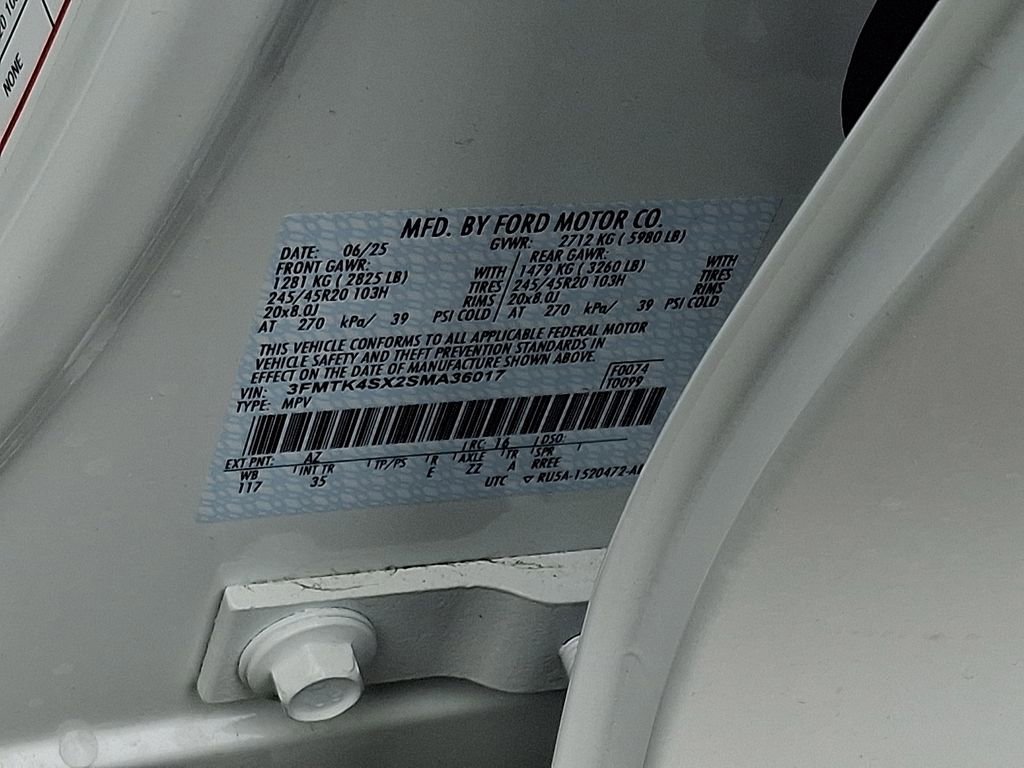 NONE
MFD. BY FORD MOTOR CO.
DATE: 06/25 GVWR: 2712 KG ( 5980 LB)
FRONT GAWR: REAR GAWR:
1281 KG ( 2825 LB) WITH 1479 KG ( 3260 LB) WITH
245/45R20 103H TIRES 245/45R20 103H TIRES
20x8.0J RIMS 20x8.0J RIMS
AT 270 kPa/ 39 PSI COLD AT 270 kPa/ 39 PSI COLD
THIS VEHICLE CONFORMS TO ALL APPLICABLE FEDERAL MOTOR
VEHICLE SAFETY AND THEFT PREVENTION STANDARDS IN
EFFECT ON THE DATE OF MANUFACTURE SHOWN ABOVE.
VIN: 3FMTK4SX2SMA36017 F0074
TYPE: MPV T0099
EXT PNT: AZ RC: 16 DSO:
WB INT TR TP/PS R AXLE TR SPR
117 35 E ZZ A RREE
UTC ▽ RU5A-1520472-A